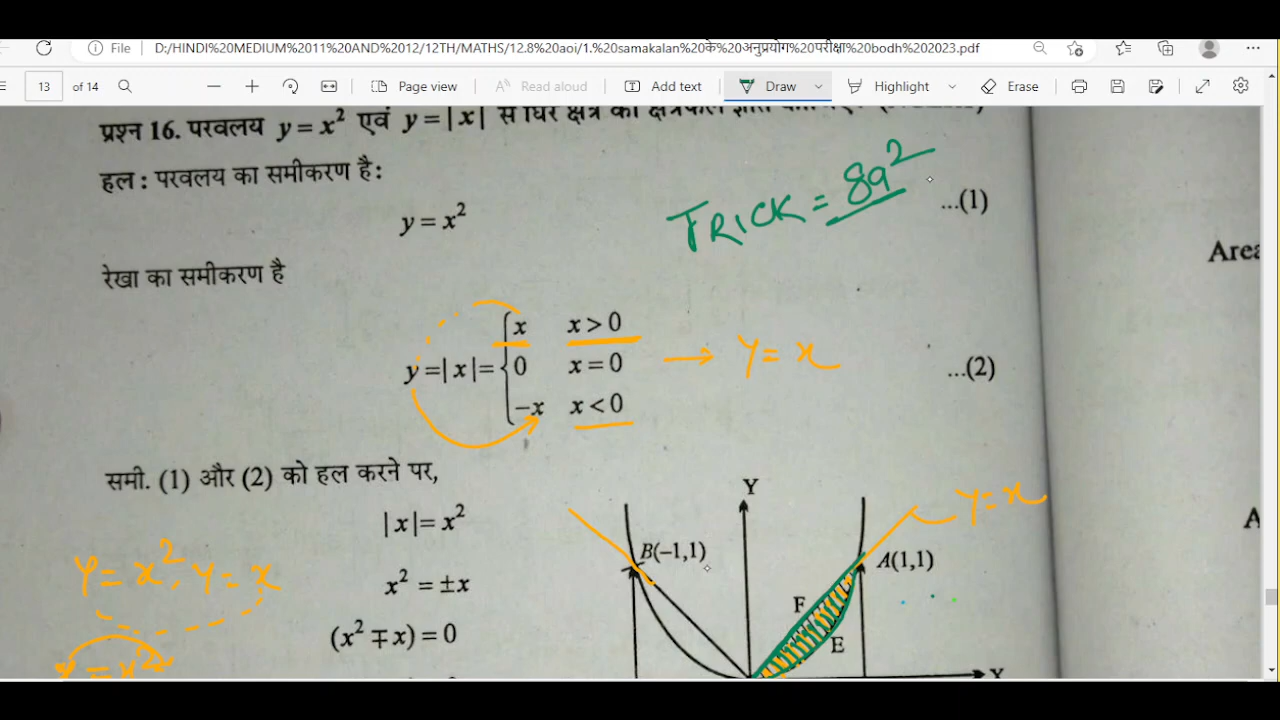 File D:/HINDI%20MEDIUM%2011%20AND%2012/12TH/MATHS/12.8%20aoi/1.%20samakalan%20के%20अनुप्रयोग%20परीक्षा%20bodh%202023.pdf
13 of 14 Page view Read aloud Add text Draw Highlight Erase
प्रश्न 16. परवलय y = x² एवं y = |x| से घिरे क्षेत्र का क्षेत्रफल ज्ञात
हल : परवलय का समीकरण है:
TRICK = 8a²
y = x² ...(1)
Area
रेखा का समीकरण है
x x > 0
y = |x| = { 0 x = 0 → y = x ...(2)
-x x < 0
समी. (1) और (2) को हल करने पर,
Y
y = x
|x| = x²
A
B(-1,1) A(1,1)
y = x², y = x
x² = ±x
F
(x² ∓ x) = 0
E
x = x²
X